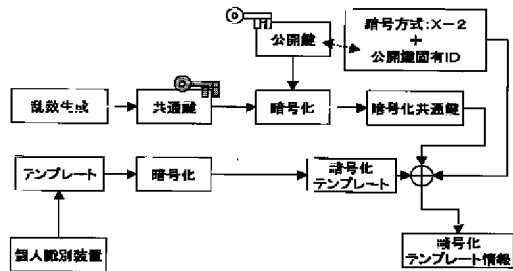 公開鍵
暗号方式:X-2
+
公開鍵固有ID
乱数生成
共通鍵
暗号化
暗号化共通鍵
テンプレート
暗号化
暗号化
テンプレート
個人識別装置
暗号化
テンプレート情報